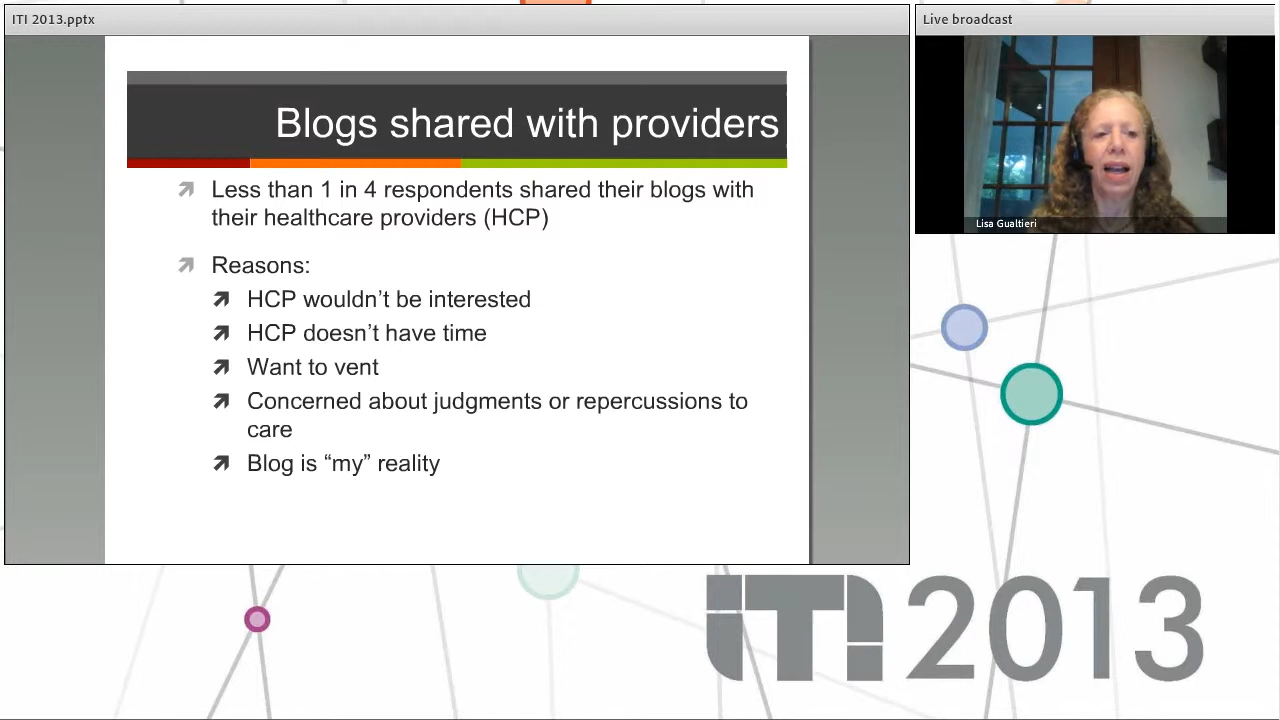 ITI 2013.pptx
Live broadcast
Blogs shared with providers
Less than 1 in 4 respondents shared their blogs with
their healthcare providers (HCP)
Reasons:
HCP wouldn’t be interested
HCP doesn’t have time
Want to vent
Concerned about judgments or repercussions to
care
Blog is “my” reality
Lisa Gualtieri
iTI 2013